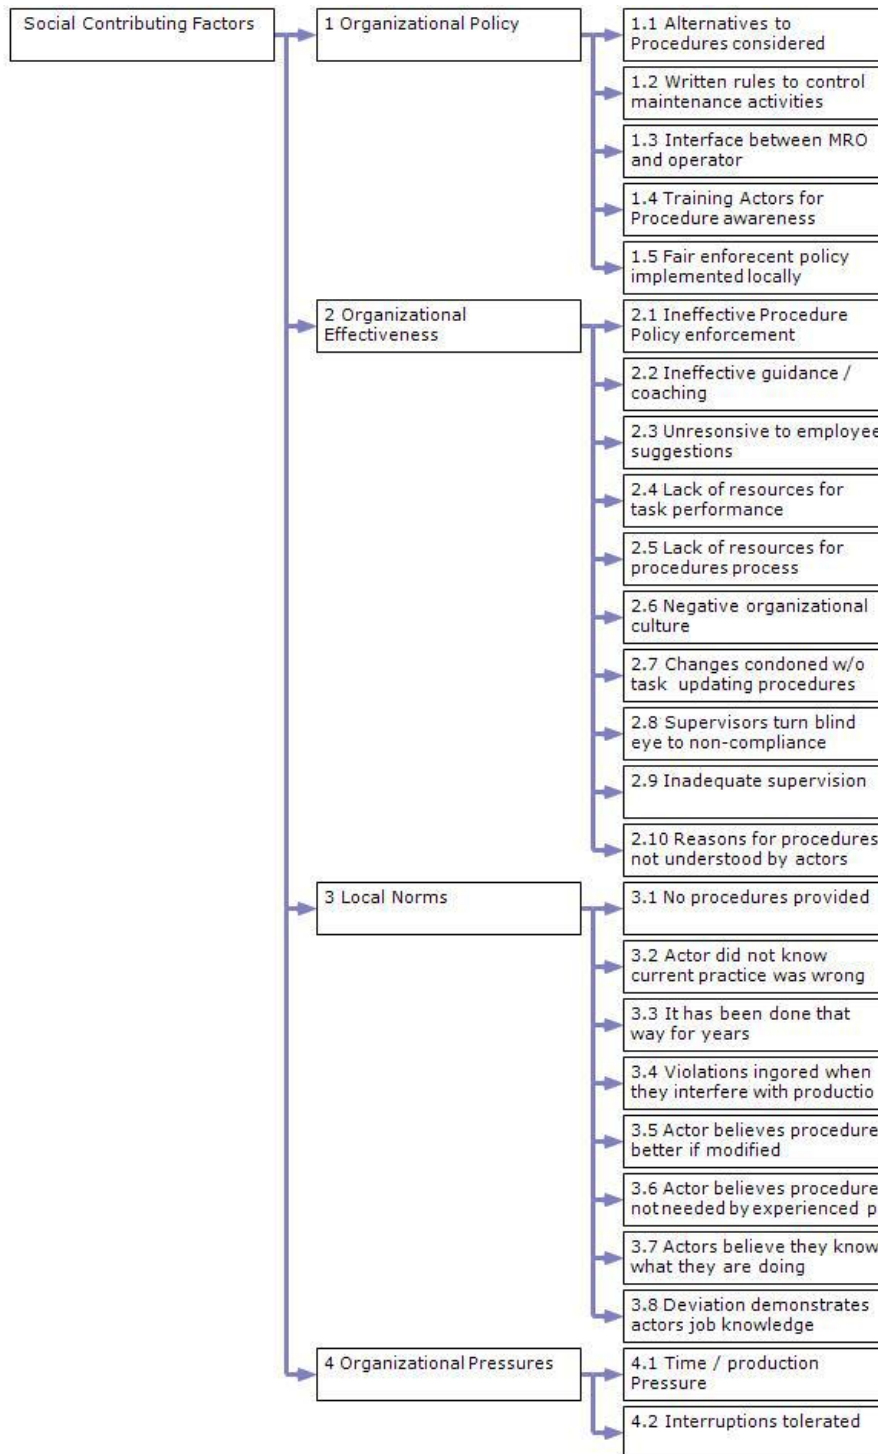 Social Contributing Factors
1 Organizational Policy
1.1 Alternatives to
Procedures considered
1.2 Written rules to control
maintenance activities
1.3 Interface between MRO
and operator
1.4 Training Actors for
Procedure awareness
1.5 Fair enforecent policy
implemented locally
2 Organizational
Effectiveness
2.1 Ineffective Procedure
Policy enforcement
2.2 Ineffective guidance /
coaching
2.3 Unresonsive to employee
suggestions
2.4 Lack of resources for
task performance
2.5 Lack of resources for
procedures process
2.6 Negative organizational
culture
2.7 Changes condoned w/o
task updating procedures
2.8 Supervisors turn blind
eye to non-compliance
2.9 Inadequate supervision
2.10 Reasons for procedures
not understood by actors
3 Local Norms
3.1 No procedures provided
3.2 Actor did not know
current practice was wrong
3.3 It has been done that
way for years
3.4 Violations ingored when
they interfere with productio
3.5 Actor believes procedure
better if modified
3.6 Actor believes procedure
not needed by experienced p
3.7 Actors believe they know
what they are doing
3.8 Deviation demonstrates
actors job knowledge
4 Organizational Pressures
4.1 Time / production
Pressure
4.2 Interruptions tolerated